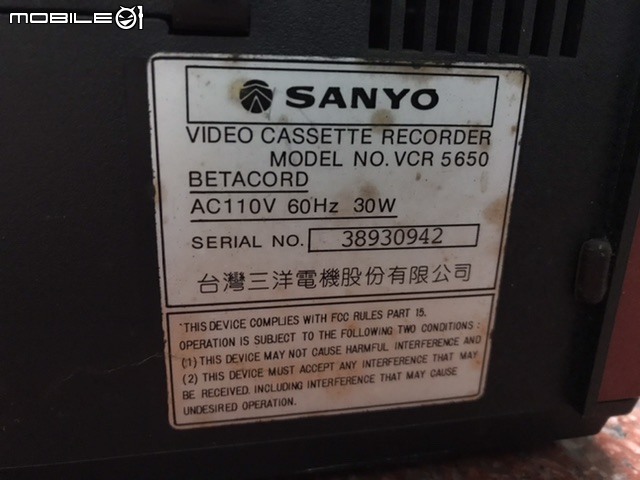 MOBILE01
SANYO
VIDEO CASSETTE RECORDER
MODEL NO. VCR 5650
BETACORD
AC110V 60Hz 30W
SERIAL NO. 38930942
台灣三洋電機股份有限公司
"THIS DEVICE COMPLIES WITH FCC RULES PART 15.
OPERATION IS SUBJECT TO THE FOLLOWING TWO CONDITIONS :
(1) THIS DEVICE MAY NOT CAUSE HARMFUL INTERFERENCE AND
(2) THIS DEVICE MUST ACCEPT ANY INTERFERENCE THAT MAY
BE RECEIVED. INCLUDING INTERFERENCE THAT MAY CAUSE
UNDESIRED OPERATION.